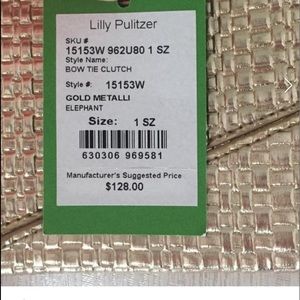 Lilly Pulitzer
SKU #
15153W 962U80 1 SZ
Style Name:
BOW TIE CLUTCH
Style #: 15153W
GOLD METALLI
ELEPHANT
Size: 1 SZ
630306 969581
Manufacturer's Suggested Price
$128.00